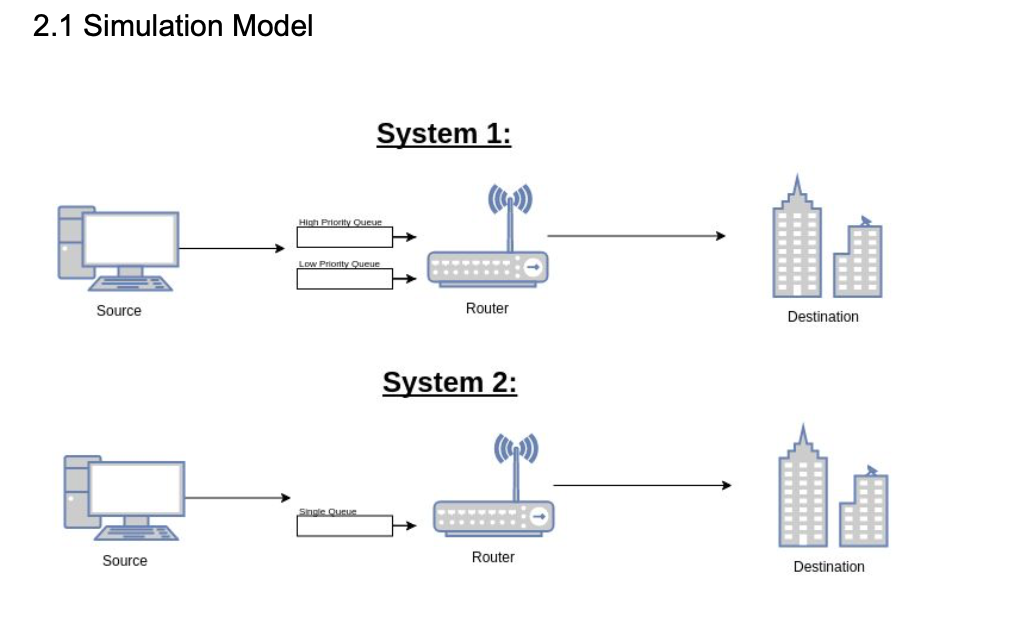 2.1 Simulation Model
System 1:
High Priority Queue
Low Priority Queue
Source
Router
Destination
System 2:
Single Queue
Source
Router
Destination